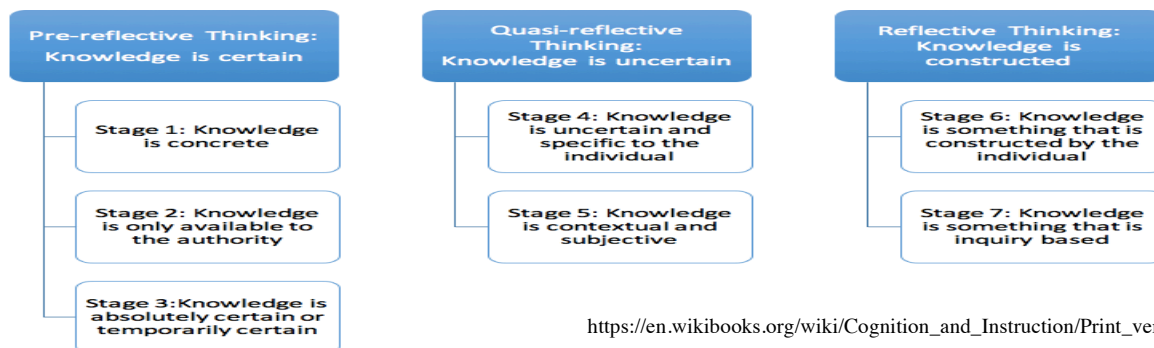 Pre-reflective Thinking:
Knowledge is certain
Stage 1: Knowledge
is concrete
Stage 2: Knowledge
is only available to
the authority
Stage 3:Knowledge is
absolutely certain or
temporarily certain
Quasi-reflective
Thinking:
Knowledge is uncertain
Stage 4: Knowledge
is uncertain and
specific to the
individual
Stage 5: Knowledge
is contextual and
subjective
Reflective Thinking:
Knowledge is
constructed
Stage 6: Knowledge
is something that is
constructed by the
individual
Stage 7: Knowledge
is something that is
inquiry based
https://en.wikibooks.org/wiki/Cognition_and_Instruction/Print_ver